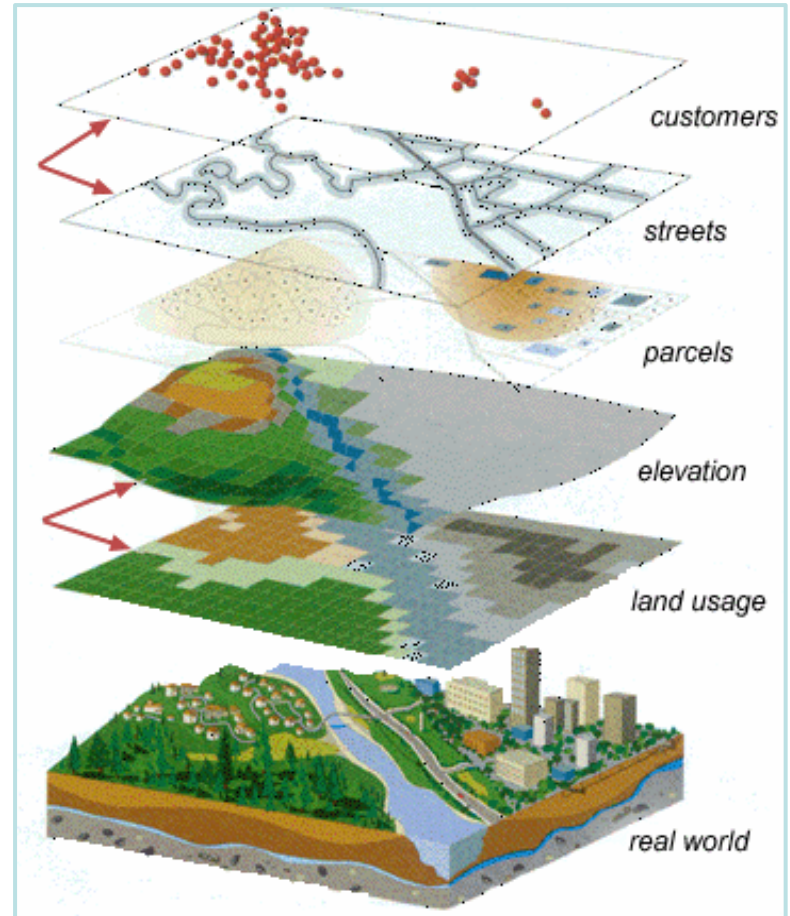 customers
streets
parcels
elevation
land usage
real world